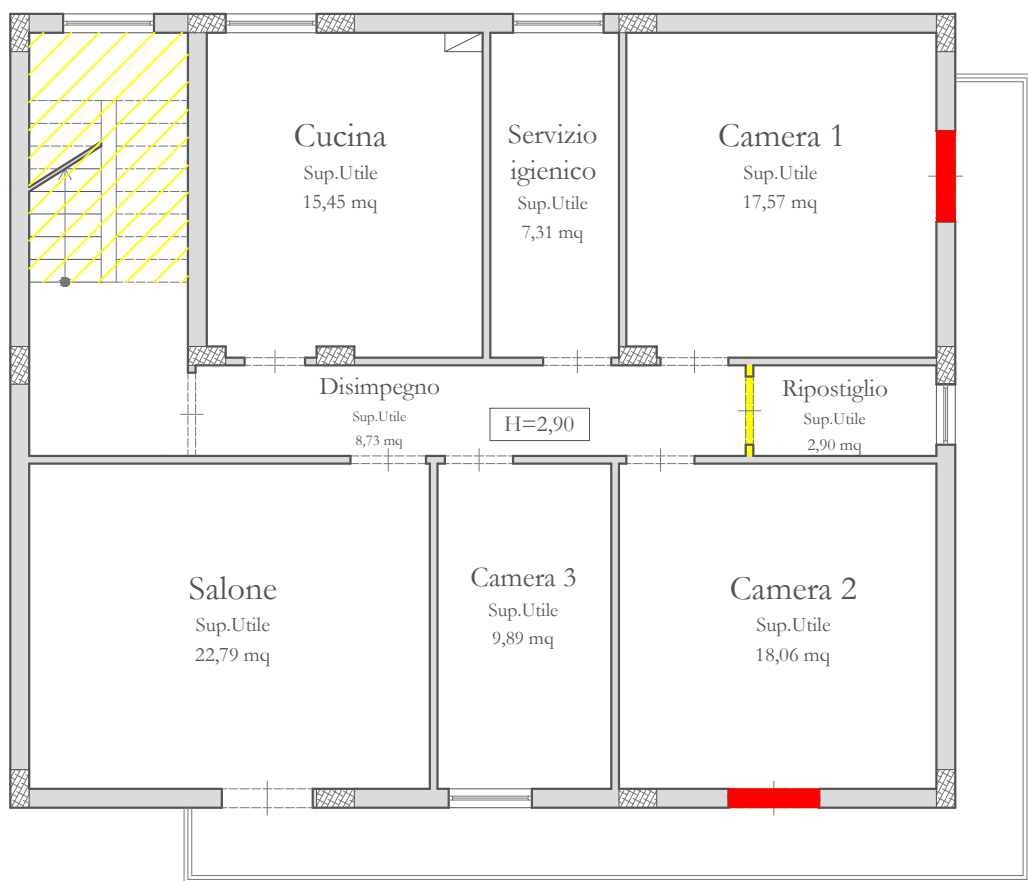 Cucina
Sup.Utile
15,45 mq
Servizio
igienico
Sup.Utile
7,31 mq
Camera 1
Sup.Utile
17,57 mq
Disimpegno
Sup.Utile
8,73 mq
H=2,90
Ripostiglio
Sup.Utile
2,90 mq
Salone
Sup.Utile
22,79 mq
Camera 3
Sup.Utile
9,89 mq
Camera 2
Sup.Utile
18,06 mq